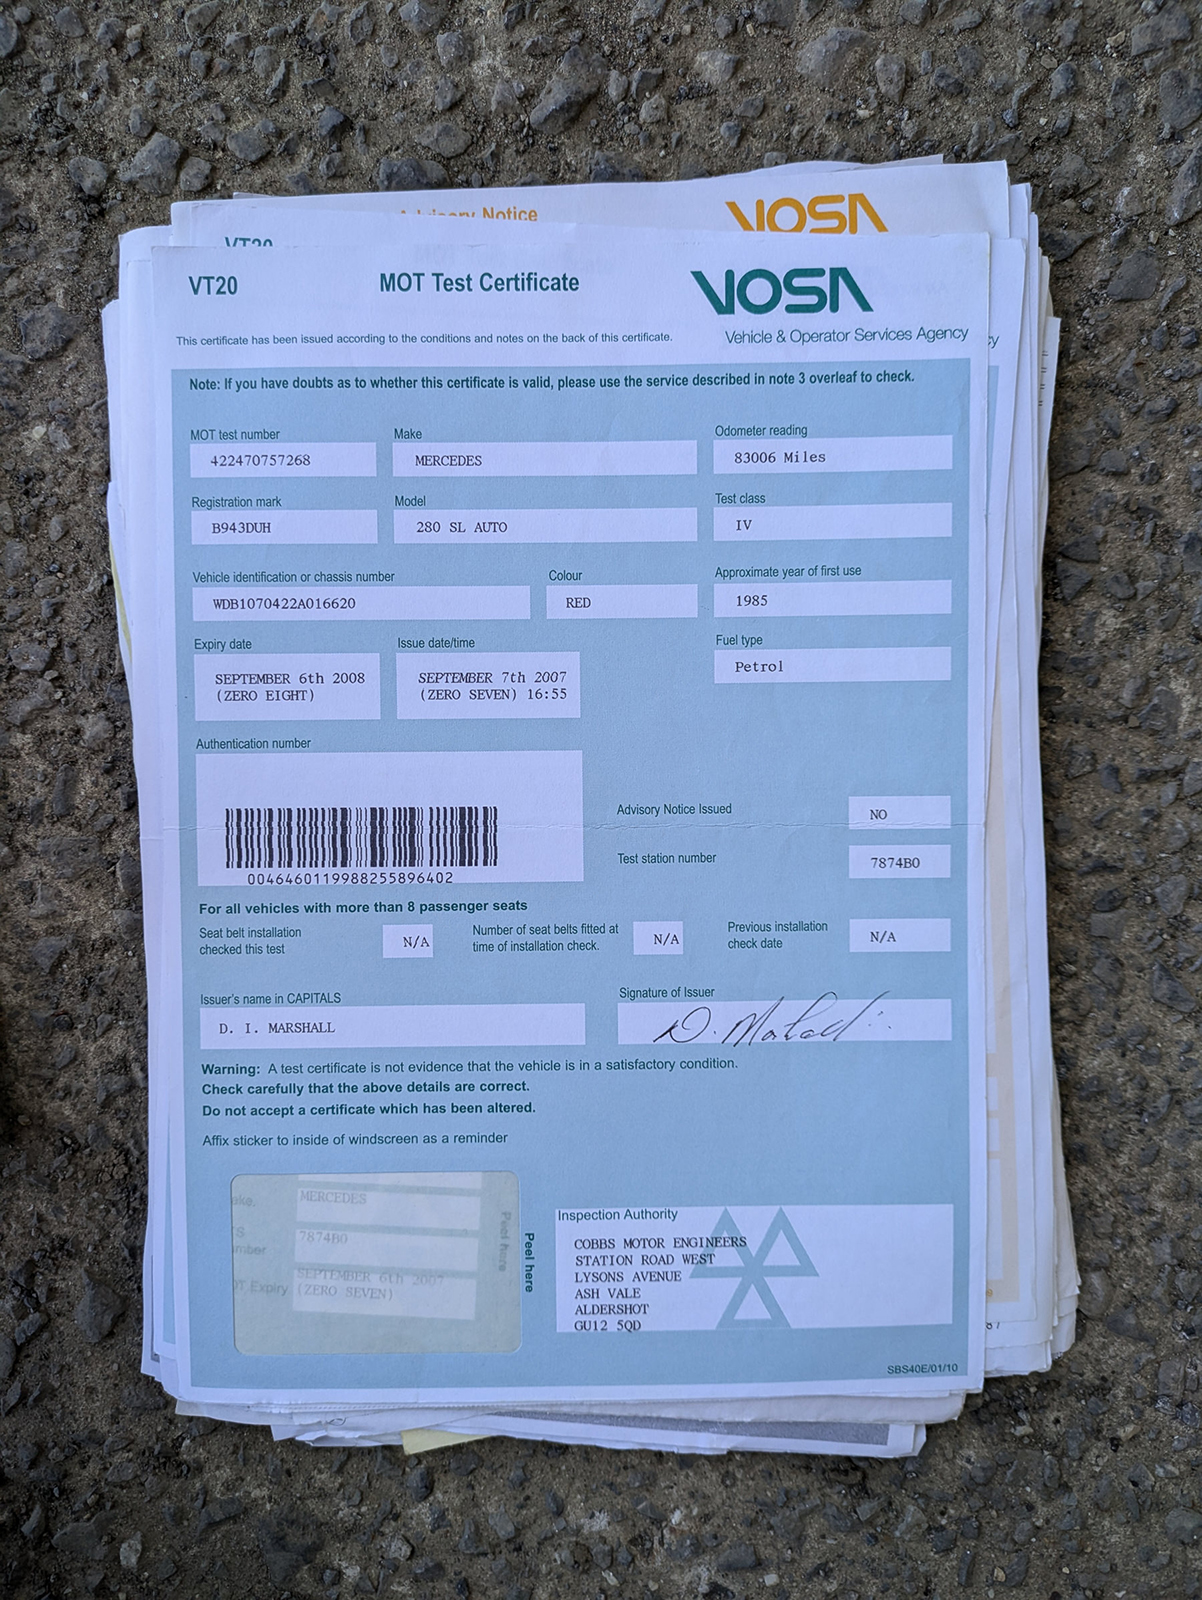 Advisory Notice
VOSA
VT20
VT20
MOT Test Certificate
VOSA
Vehicle & Operator Services Agency
This certificate has been issued according to the conditions and notes on the back of this certificate.
Note: If you have doubts as to whether this certificate is valid, please use the service described in note 3 overleaf to check.
MOT test number
Make
Odometer reading
422470757268
MERCEDES
83006 Miles
Registration mark
Model
Test class
B943DUH
280 SL AUTO
IV
Vehicle identification or chassis number
Colour
Approximate year of first use
WDB1070422A016620
RED
1985
Expiry date
Issue date/time
Fuel type
SEPTEMBER 6th 2008
(ZERO EIGHT)
SEPTEMBER 7th 2007
(ZERO SEVEN) 16:55
Petrol
Authentication number
0046460119988255896402
Advisory Notice Issued
NO
Test station number
7874B0
For all vehicles with more than 8 passenger seats
Seat belt installation
checked this test
N/A
Number of seat belts fitted at
time of installation check.
N/A
Previous installation
check date
N/A
Issuer's name in CAPITALS
D. I. MARSHALL
Signature of Issuer
Warning: A test certificate is not evidence that the vehicle is in a satisfactory condition.
Check carefully that the above details are correct.
Do not accept a certificate which has been altered.
Affix sticker to inside of windscreen as a reminder
MERCEDES
7874B0
Expiry
SEPTEMBER 6th 2007
(ZERO SEVEN)
Peel here
Peel here
Inspection Authority
COBBS MOTOR ENGINEERS
STATION ROAD WEST
LYSONS AVENUE
ASH VALE
ALDERSHOT
GU12 5QD
SBS40E/01/10